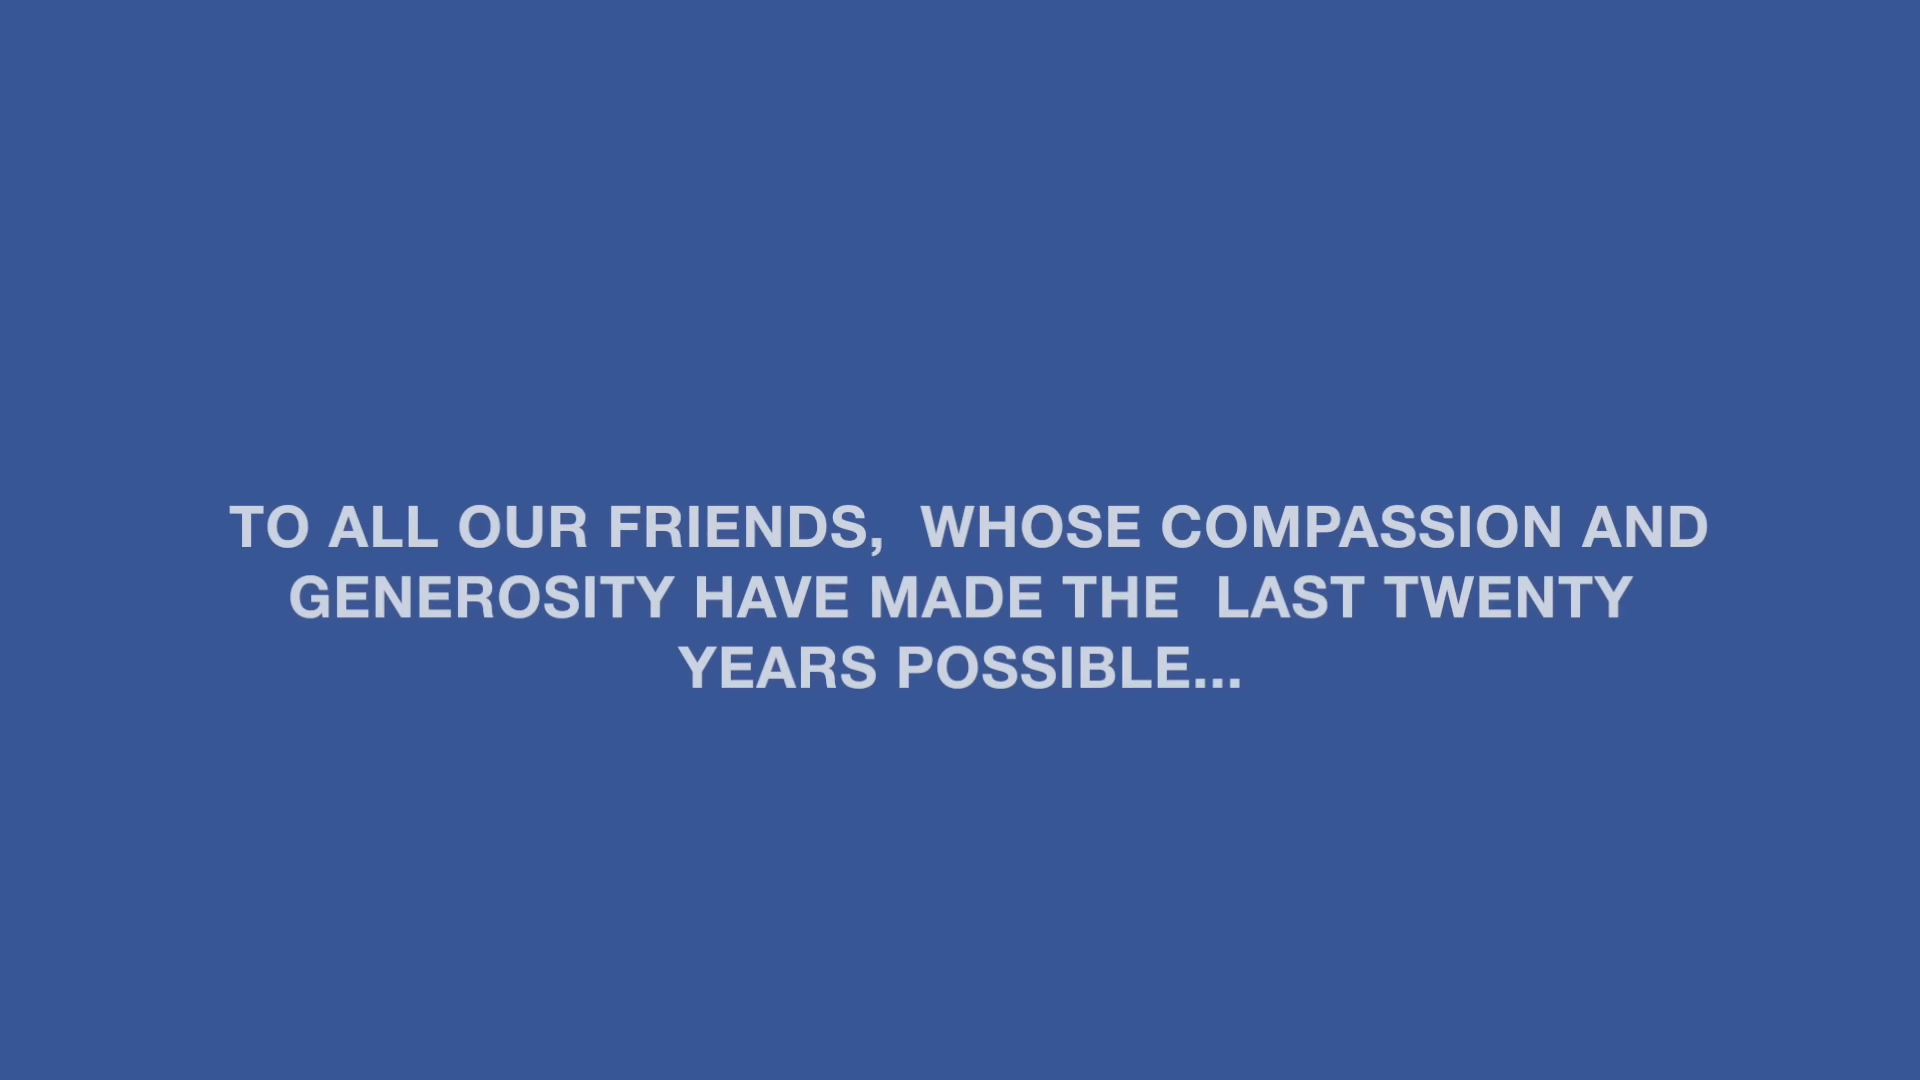 TO ALL OUR FRIENDS,  WHOSE COMPASSION AND
GENEROSITY HAVE MADE THE  LAST TWENTY
YEARS POSSIBLE...